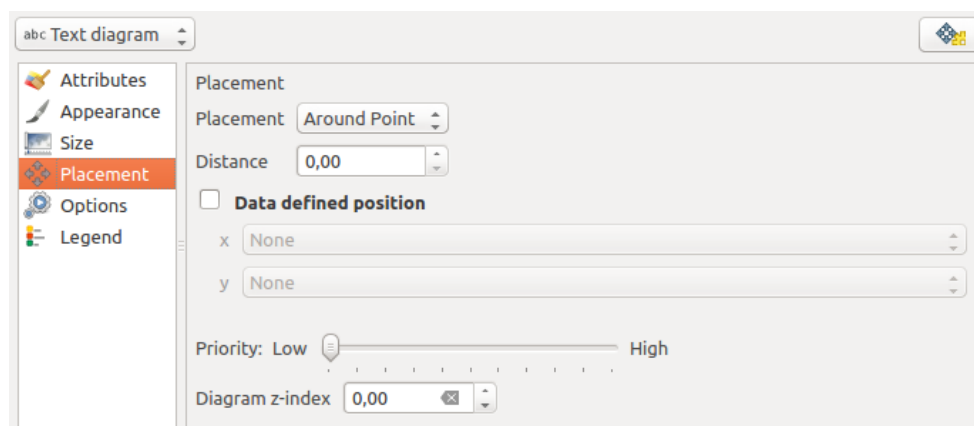 abc Text diagram
Attributes
Appearance
Size
Placement
Options
Legend
Placement
Placement Around Point
Distance 0,00
Data defined position
x None
y None
Priority: Low High
Diagram z-index 0,00